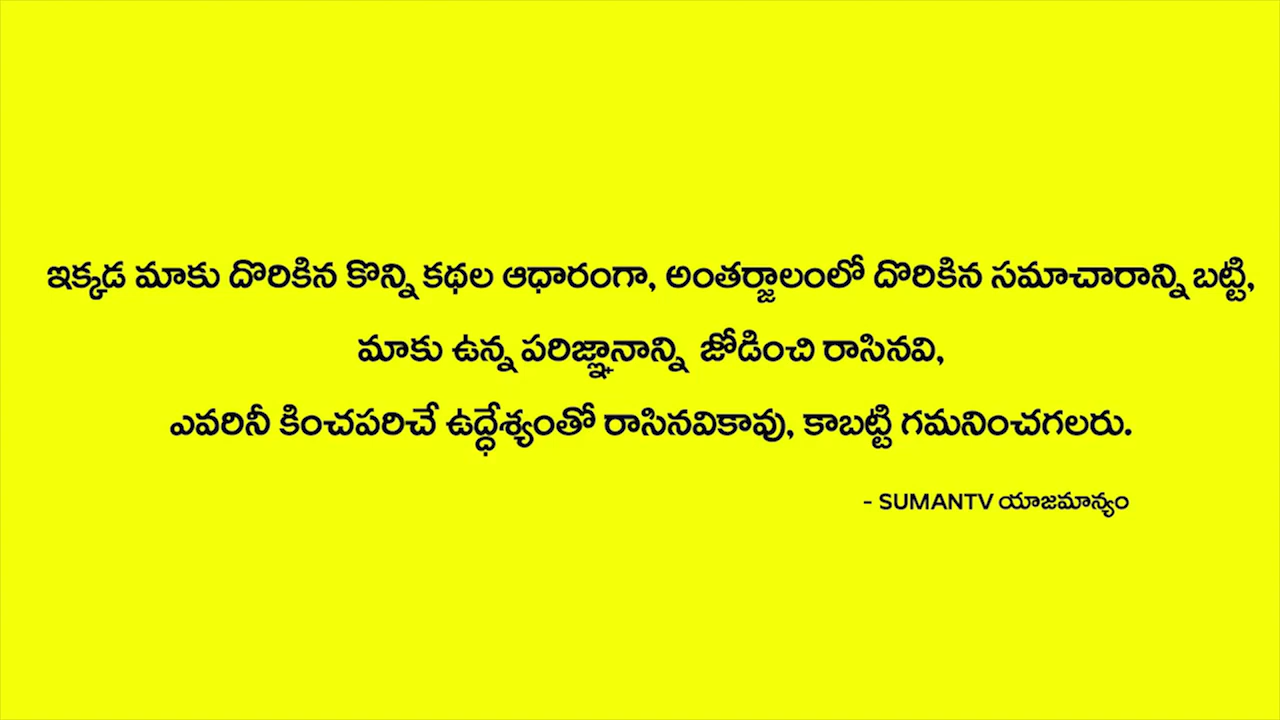 ఇక్కడ మాకు దొరికిన కొన్ని కథల ఆధారంగా, అంతర్జాలంలో దొరికిన సమాచారాన్ని బట్టి,
మాకు ఉన్న పరిజ్ఞానాన్ని జోడించి రాసినవి,
ఎవరినీ కించపరిచే ఉద్ధేశ్యంతో రాసినవికావు, కాబట్టి గమనించగలరు.
- SUMANTV యాజమాన్యం